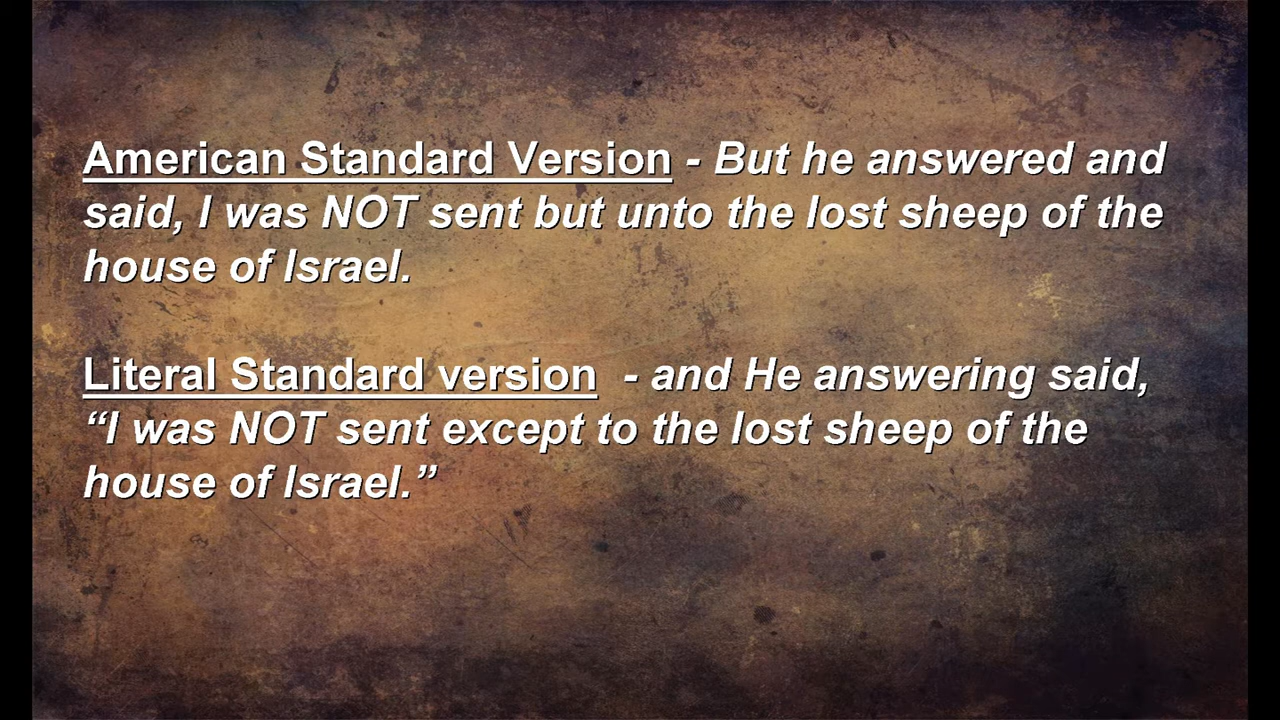 American Standard Version - But he answered and
said, I was NOT sent but unto the lost sheep of the
house of Israel.
Literal Standard version - and He answering said,
“I was NOT sent except to the lost sheep of the
house of Israel.”